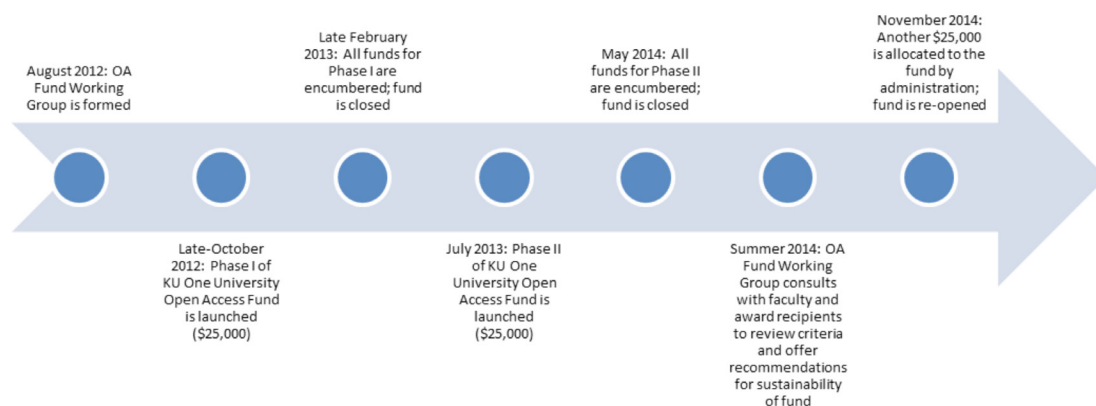 August 2012: OA
Fund Working
Group is formed
Late-October
2012: Phase I of
KU One University
Open Access Fund
is launched
($25,000)
Late February
2013: All funds for
Phase I are
encumbered; fund
is closed
July 2013: Phase II
of KU One
University Open
Access Fund is
launched
($25,000)
May 2014: All
funds for Phase II
are encumbered;
fund is closed
Summer 2014: OA
Fund Working
Group consults
with faculty and
award recipients
to review criteria
and offer
recommendations
for sustainability
of fund
November 2014:
Another $25,000
is allocated to the
fund by
administration;
fund is re-opened